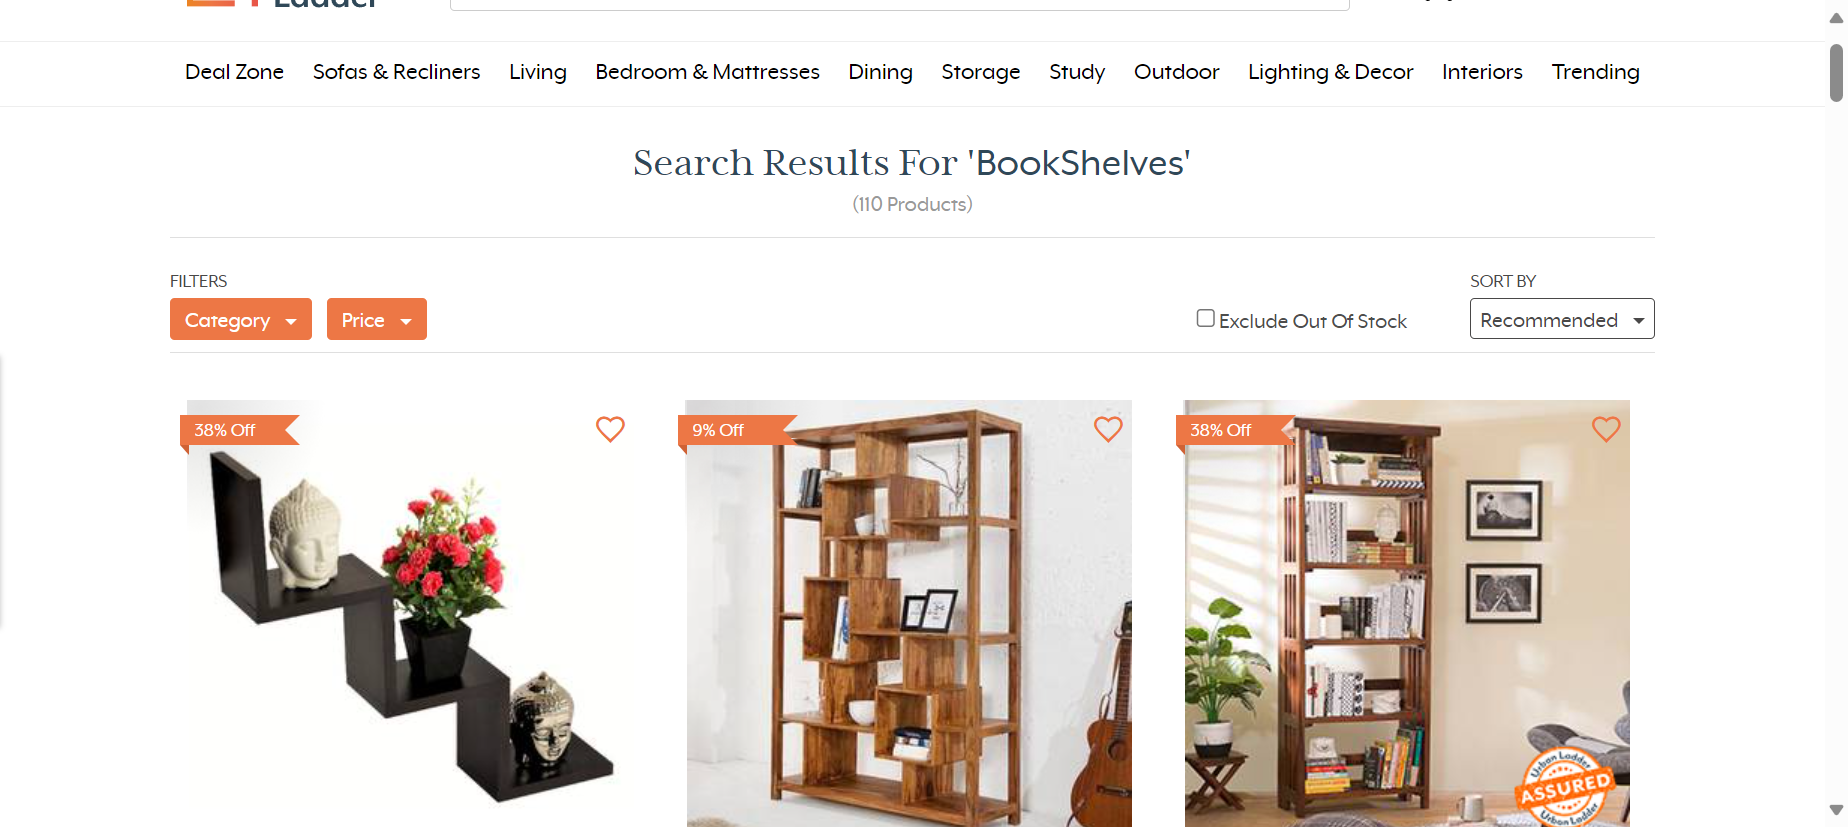 Ladder
Deal Zone Sofas & Recliners Living Bedroom & Mattresses Dining Storage Study Outdoor Lighting & Decor Interiors Trending
Search Results For 'BookShelves'
(110 Products)
FILTERS
SORT BY
Category Price Exclude Out Of Stock Recommended
38% Off 9% Off 38% Off
Urban Ladder
ASSURED
Urban Ladder